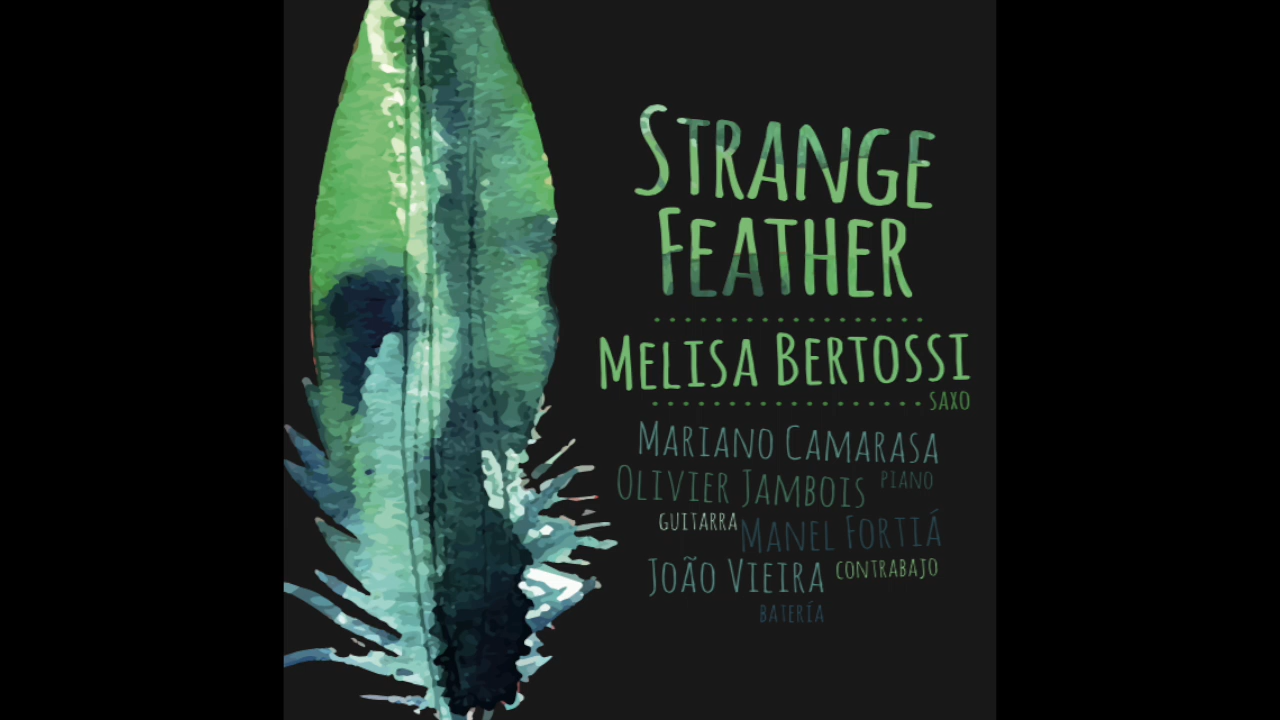 STRANGE
FEATHER
MELISA BERTOSSI
SAXO
MARIANO CAMARASA
PIANO
OLIVIER JAMBOIS
GUITARRA
MANEL FORTIÁ
CONTRABAJO
JOÃO VIEIRA
BATERÍA